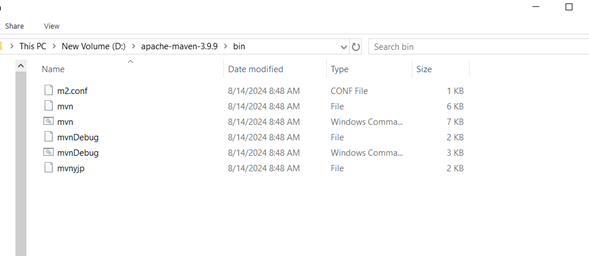 Share View
This PC > New Volume (D:) > apache-maven-3.9.9 > bin Search bin
Name Date modified Type Size
m2.conf 8/14/2024 8:48 AM CONF File 1 KB
mvn 8/14/2024 8:48 AM File 6 KB
mvn 8/14/2024 8:48 AM Windows Comma... 7 KB
mvnDebug 8/14/2024 8:48 AM File 2 KB
mvnDebug 8/14/2024 8:48 AM Windows Comma... 3 KB
mvnyjp 8/14/2024 8:48 AM File 2 KB